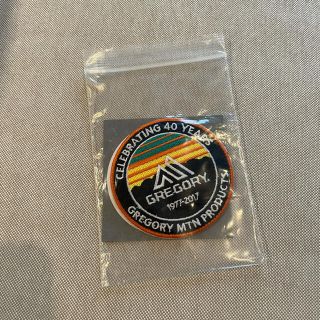 CELEBRATING 40 YEARS
GREGORY.
1977-2017
GREGORY MTN PRODUCTS